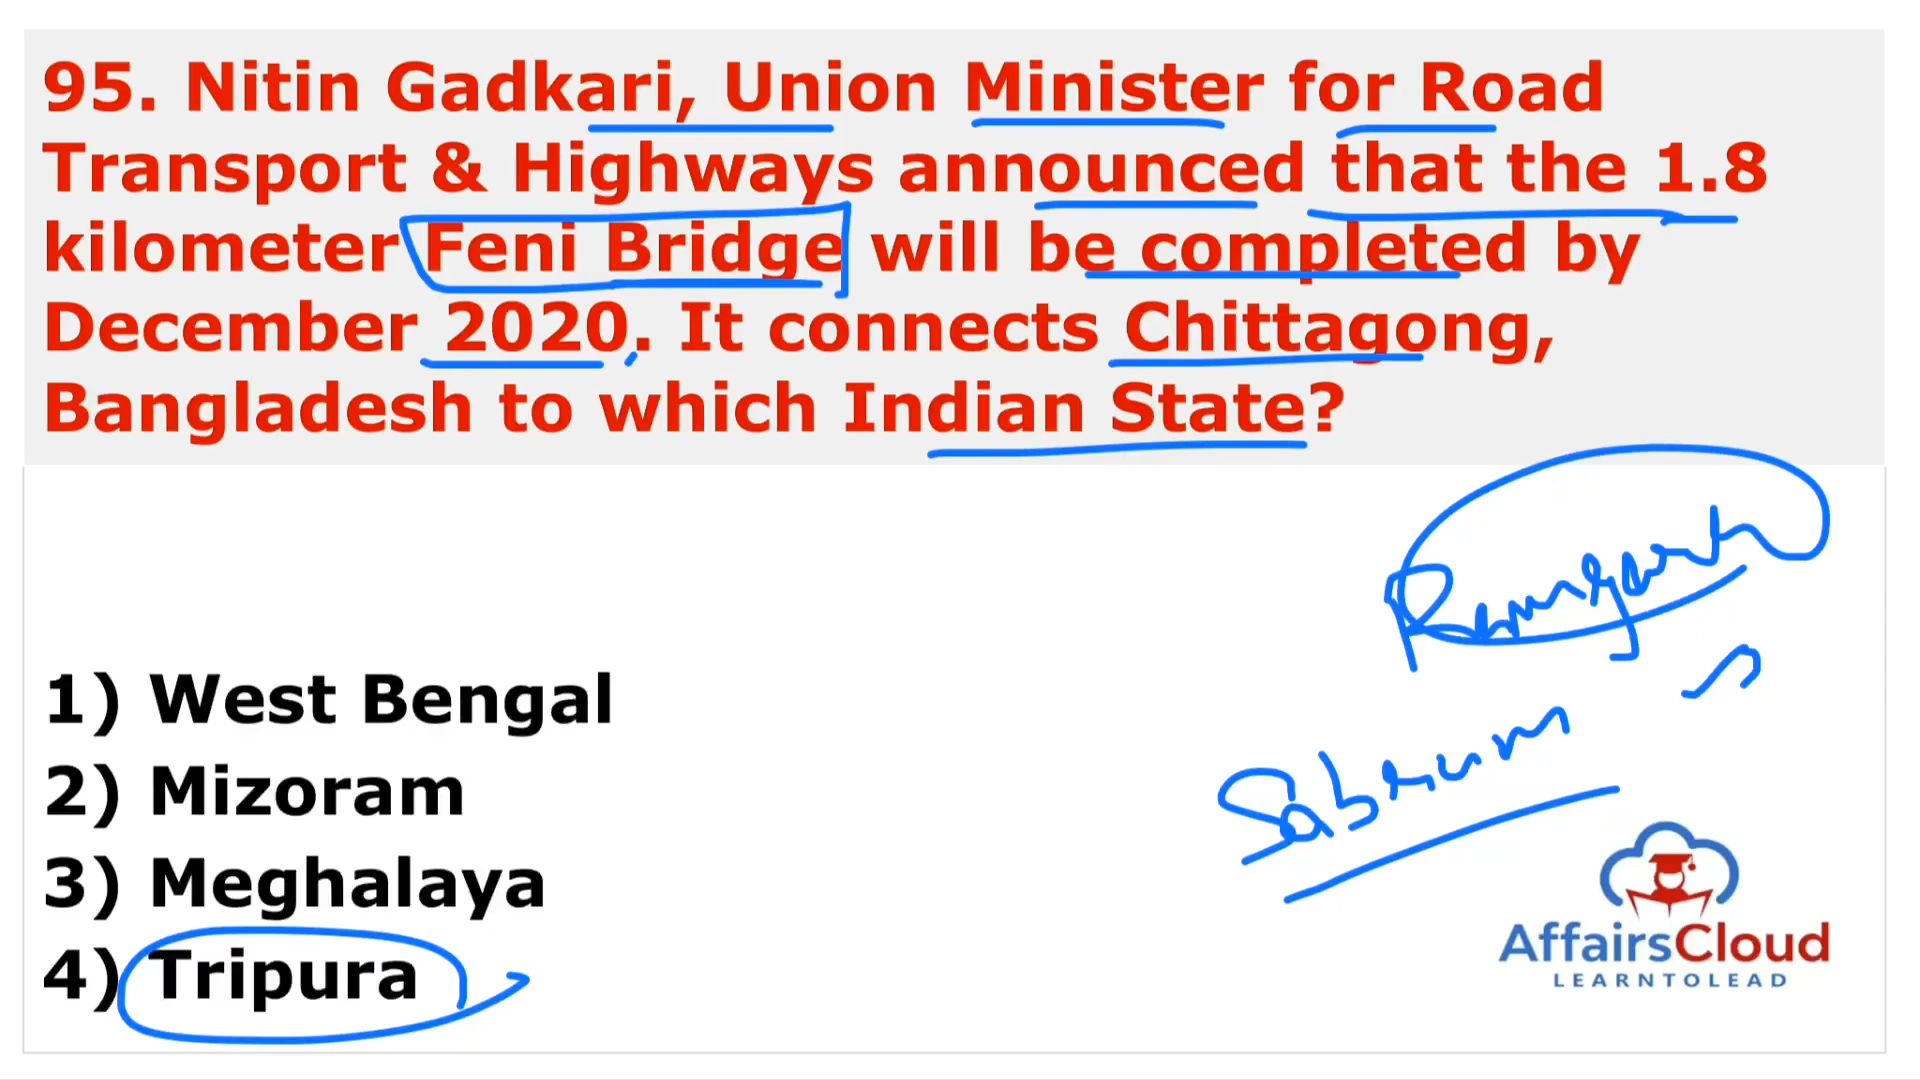 95. Nitin Gadkari, Union Minister for Road
Transport & Highways announced that the 1.8
kilometer Feni Bridge will be completed by
December 2020. It connects Chittagong,
Bangladesh to which Indian State?
Ramgarh
Sabrum
1) West Bengal
2) Mizoram
3) Meghalaya
4) Tripura
AffairsCloud
LEARNTOLEAD